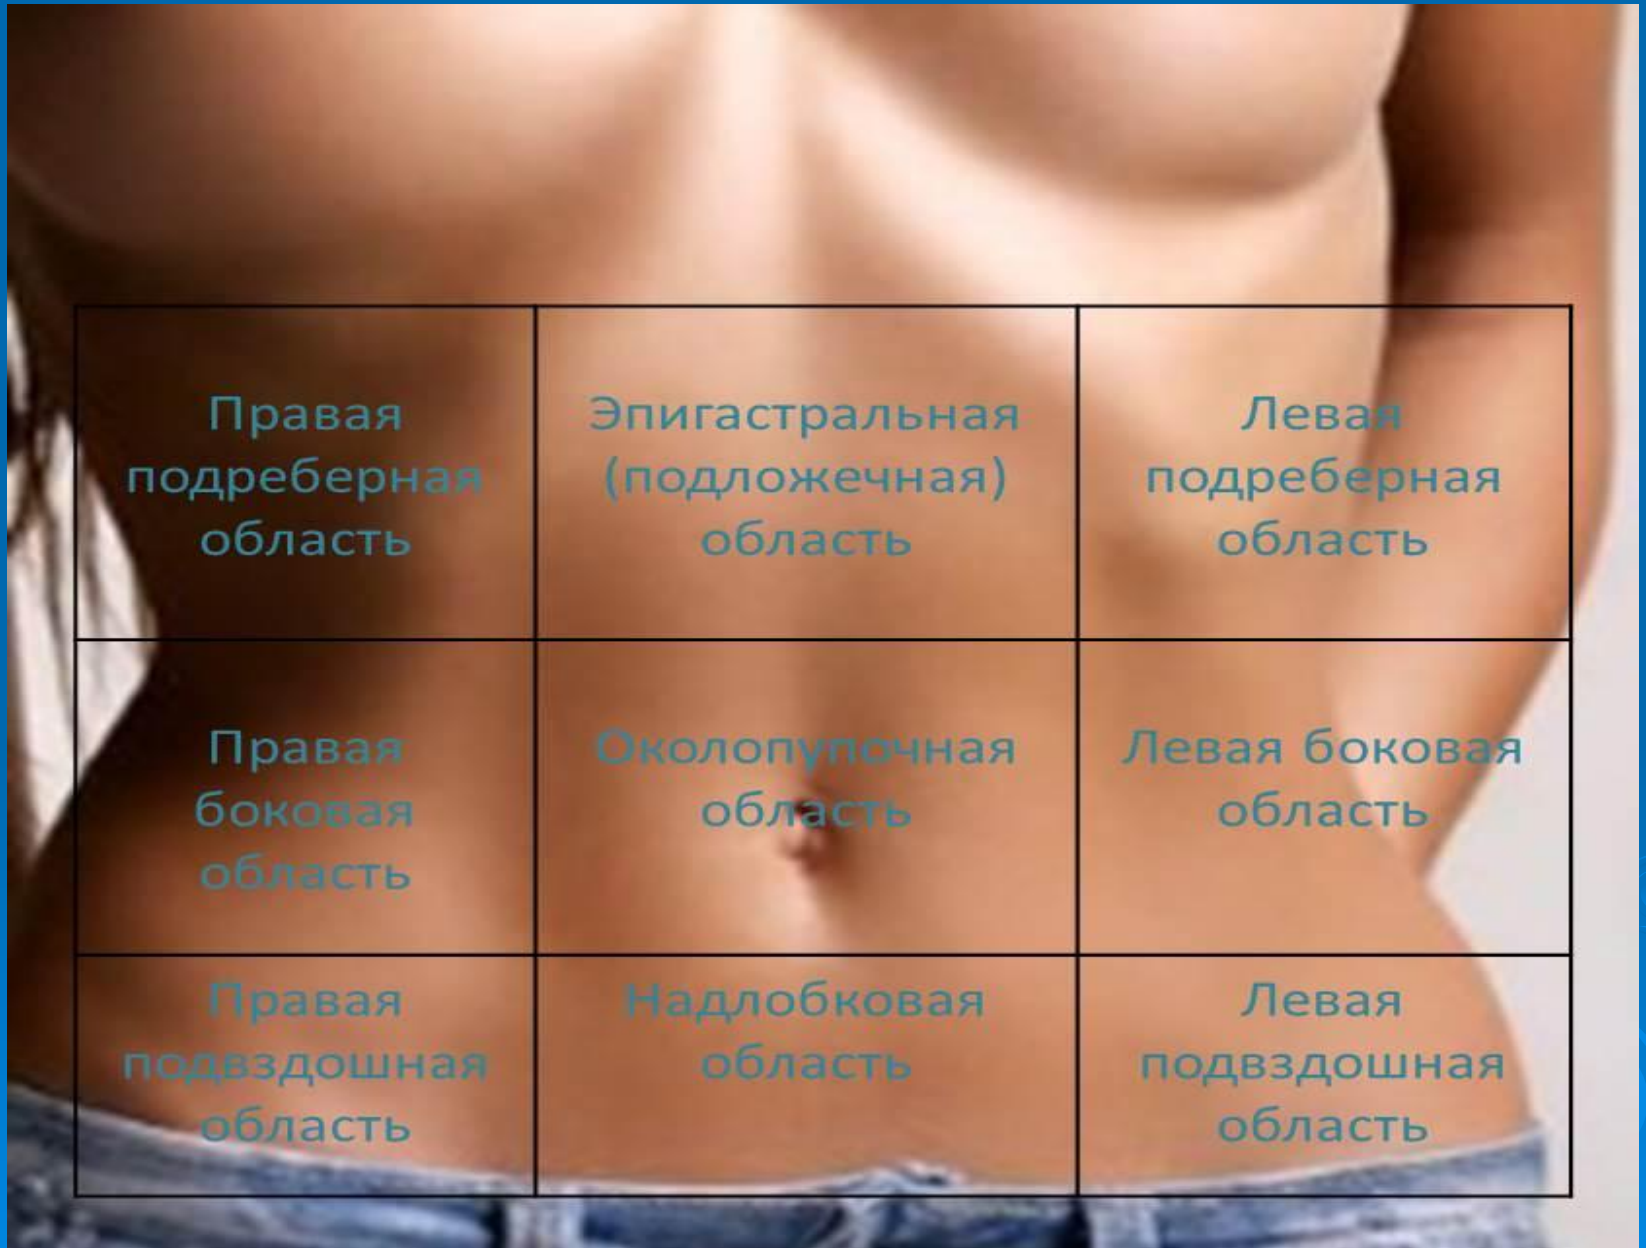 Правая
подреберная
область
Эпигастральная
(подложечная)
область
Левая
подреберная
область
Правая
боковая
область
Околопупочная
область
Левая боковая
область
Правая
подвздошная
область
Надлобковая
область
Левая
подвздошная
область